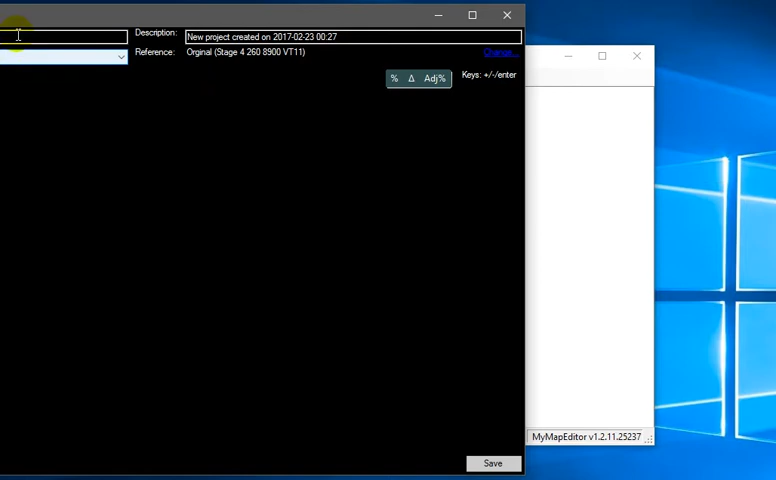 Description: New project created on 2017-02-23 00:27
Reference: Orginal (Stage 4 260 8900 VT11) Change...
% Δ Adj% Keys: +/-/enter
MyMapEditor v1.2.11.25237
Save